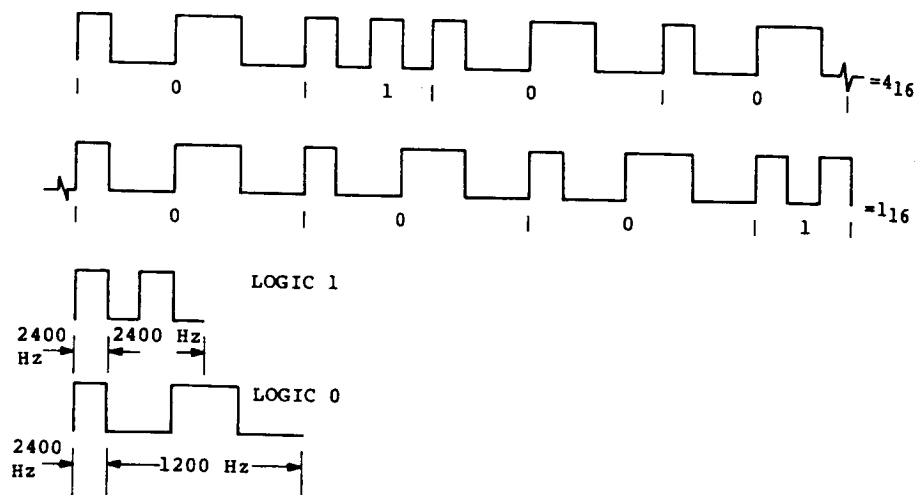 | 0 | 1 | 0 | 0 | =4₁₆
| 0 | 0 | 0 | 1 | =1₁₆
LOGIC 1
2400 Hz 2400 Hz
LOGIC 0
2400 Hz 1200 Hz